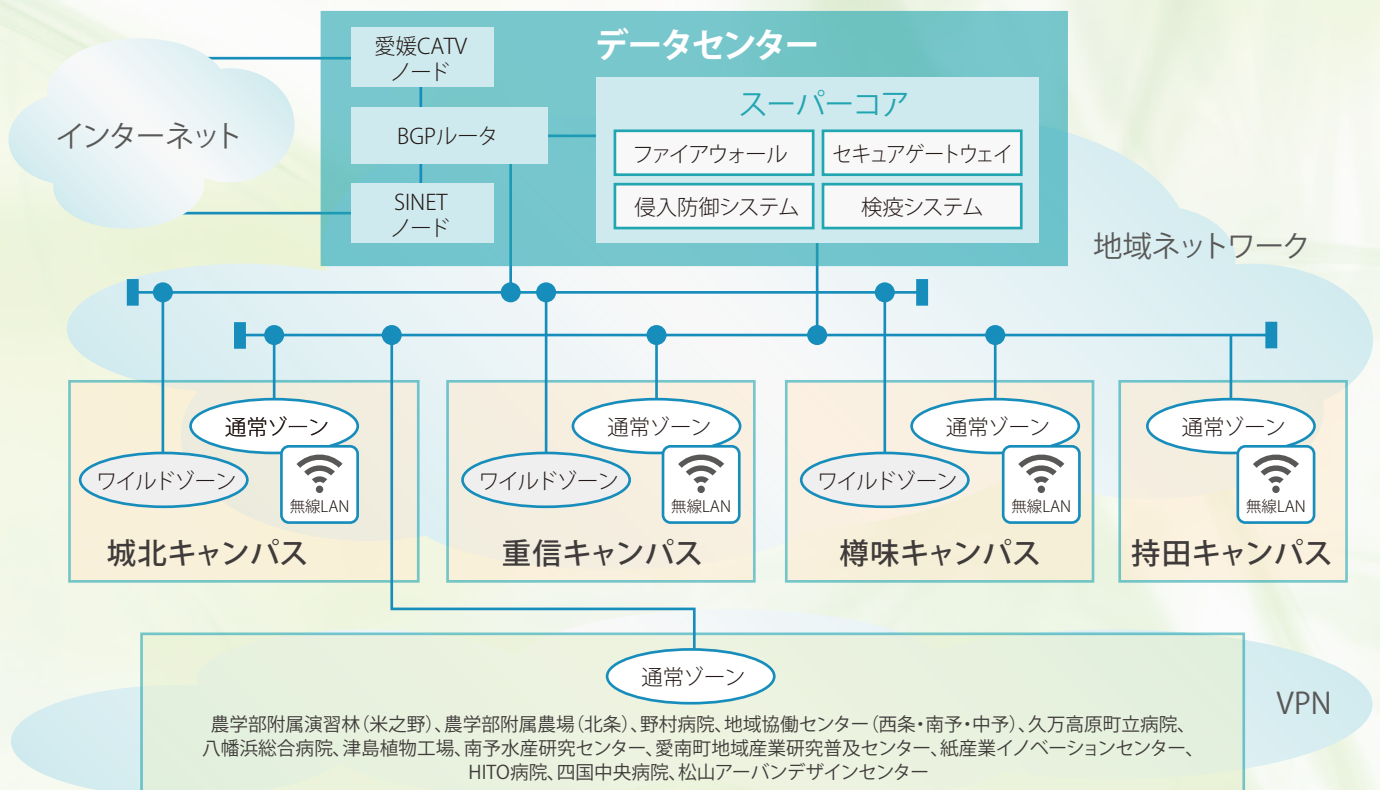 データセンター
愛媛CATV
ノード
インターネット
BGPルータ
SINET
ノード
スーパーコア
ファイアウォール
セキュアゲートウェイ
侵入防御システム
検疫システム
地域ネットワーク
通常ゾーン
ワイルドゾーン
無線LAN
城北キャンパス
通常ゾーン
ワイルドゾーン
無線LAN
重信キャンパス
通常ゾーン
ワイルドゾーン
無線LAN
樽味キャンパス
通常ゾーン
無線LAN
持田キャンパス
通常ゾーン
VPN
農学部附属演習林（米之野）、農学部附属農場（北条）、野村病院、地域協働センター（西条・南予・中予）、久万高原町立病院、
八幡浜総合病院、津島植物工場、南予水産研究センター、愛南町地域産業研究普及センター、紙産業イノベーションセンター、
HITO病院、四国中央病院、松山アーバンデザインセンター